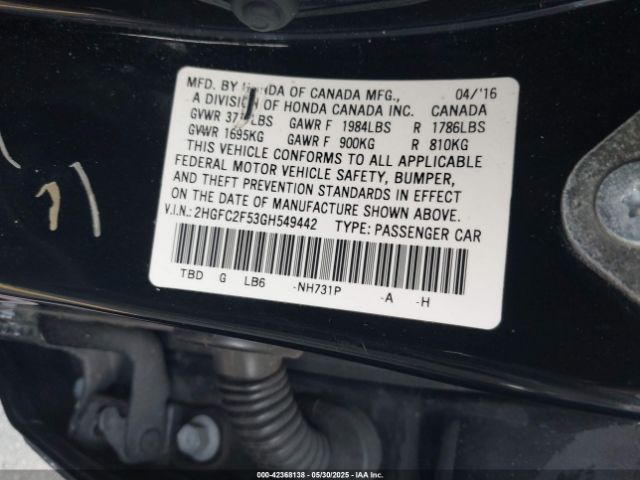 MFD. BY HONDA OF CANADA MFG., 04/'16
A DIVISION OF HONDA CANADA INC. CANADA
GVWR LBS GAWR F 1984LBS R 1786LBS
GVWR 1695KG GAWR F 900KG R 810KG
THIS VEHICLE CONFORMS TO ALL APPLICABLE
FEDERAL MOTOR VEHICLE SAFETY, BUMPER,
AND THEFT PREVENTION STANDARDS IN EFFECT
ON THE DATE OF MANUFACTURE SHOWN ABOVE.
V.I.N.: 2HGFC2F53GH549442 TYPE: PASSENGER CAR
TBD G LB6 -NH731P -A -H
00-42368138 - 05/30/2025 - IAA Inc.